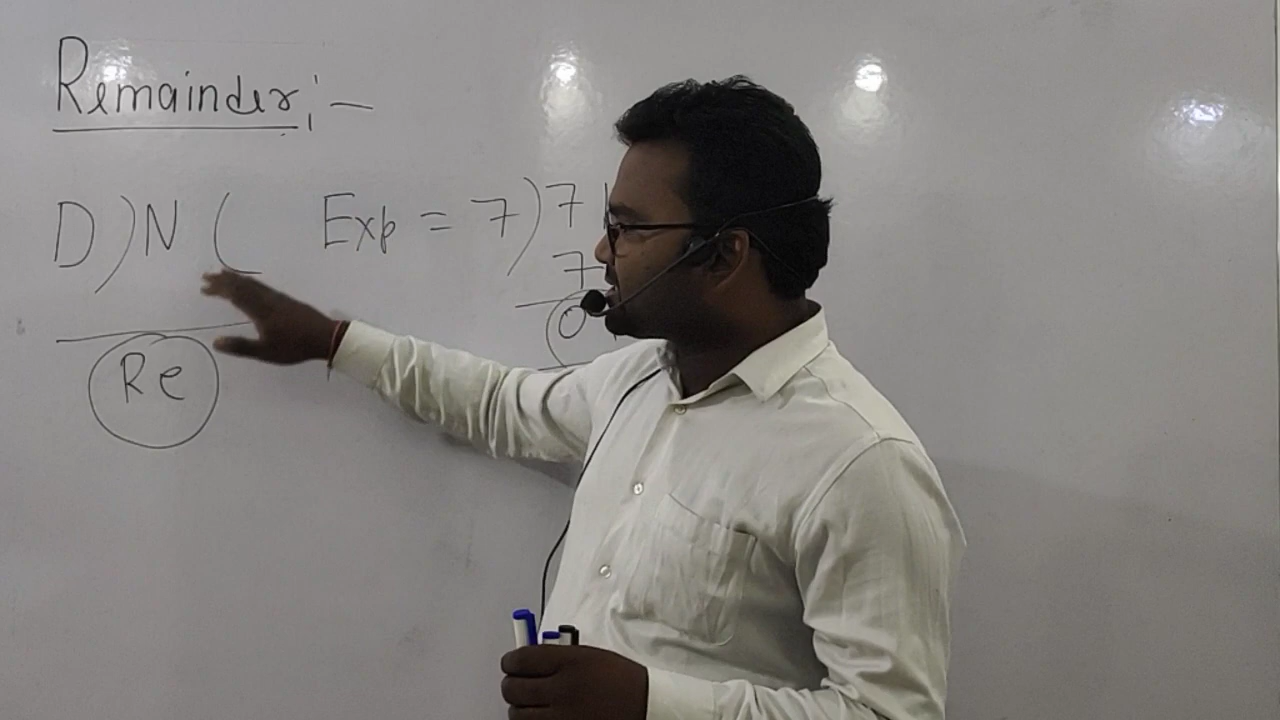 Remainder :-
D ) N ( Exp = 7 ) 7
7
0
Re